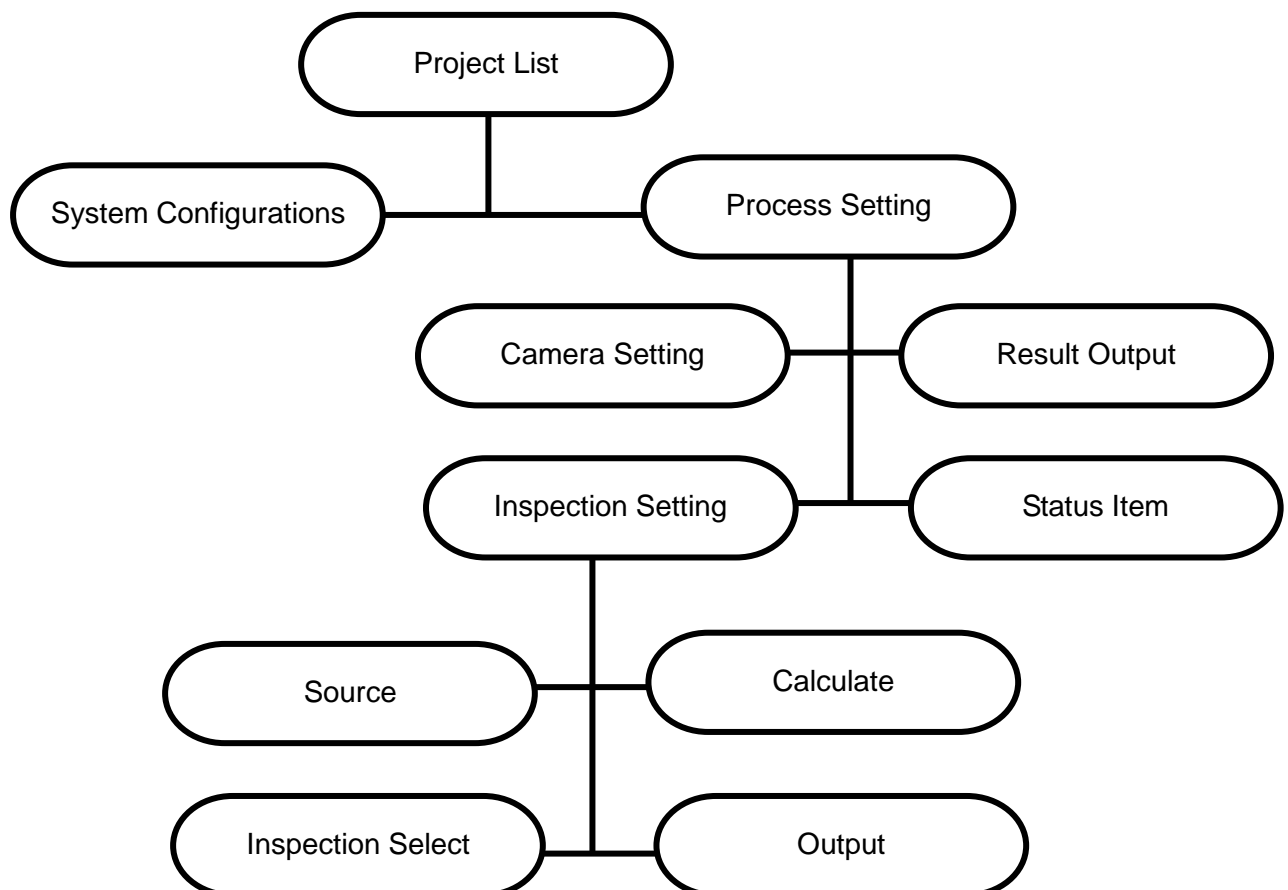 Project List
System Configurations
Process Setting
Camera Setting
Result Output
Inspection Setting
Status Item
Source
Calculate
Inspection Select
Output